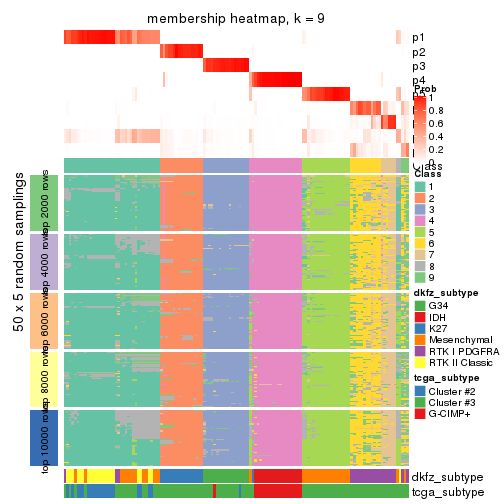 membership heatmap, k = 9
p1
p2
p3
p4
Prob
1
0.8
0.6
0.4
0.2
0
Class
Class
1
2
3
4
5
6
7
8
9
50 x 5 random samplings
top 2000 rows
top 4000 rows
top 6000 rows
top 8000 rows
top 10000 rows
dkfz_subtype
G34
IDH
K27
Mesenchymal
RTK I PDGFRA
RTK II Classic
tcga_subtype
Cluster #2
Cluster #3
G-CIMP+
dkfz_subtype
tcga_subtype